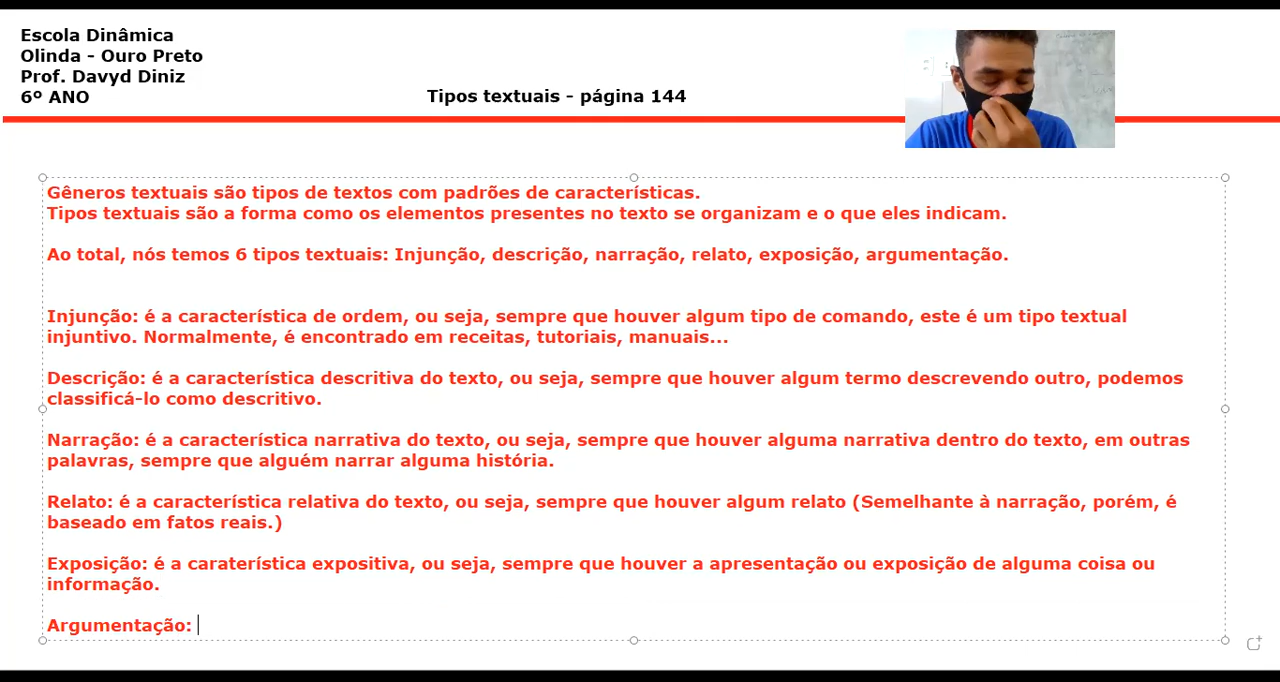 Escola Dinâmica
Olinda - Ouro Preto
Prof. Davyd Diniz
6º ANO
Tipos textuais - página 144
Gêneros textuais são tipos de textos com padrões de características.
Tipos textuais são a forma como os elementos presentes no texto se organizam e o que eles indicam.
Ao total, nós temos 6 tipos textuais: Injunção, descrição, narração, relato, exposição, argumentação.
Injunção: é a característica de ordem, ou seja, sempre que houver algum tipo de comando, este é um tipo textual
injuntivo. Normalmente, é encontrado em receitas, tutoriais, manuais...
Descrição: é a característica descritiva do texto, ou seja, sempre que houver algum termo descrevendo outro, podemos
classificá-lo como descritivo.
Narração: é a característica narrativa do texto, ou seja, sempre que houver alguma narrativa dentro do texto, em outras
palavras, sempre que alguém narrar alguma história.
Relato: é a característica relativa do texto, ou seja, sempre que houver algum relato (Semelhante à narração, porém, é
baseado em fatos reais.)
Exposição: é a caraterística expositiva, ou seja, sempre que houver a apresentação ou exposição de alguma coisa ou
informação.
Argumentação: